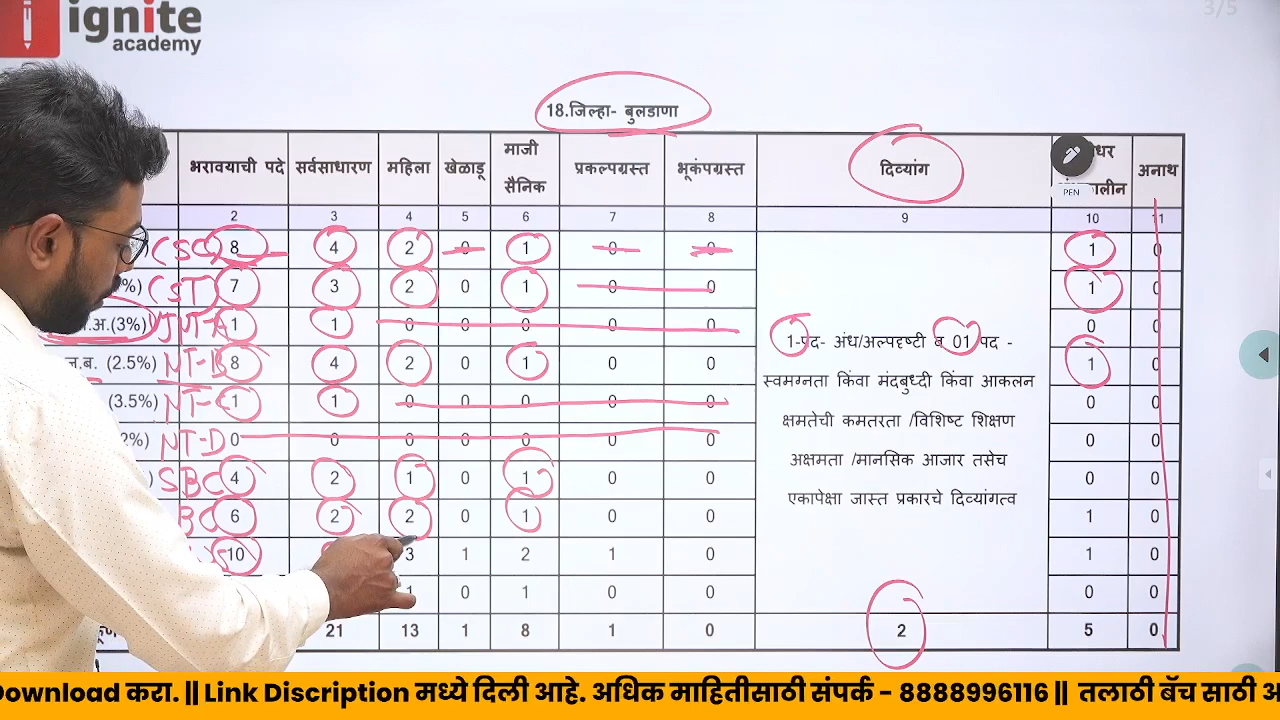 3/5
ignite
academy
18.जिल्हा- बुलडाणा
भरावयाची पदे सर्वसाधारण महिला खेळाडू माजी सैनिक प्रकल्पग्रस्त भूकंपग्रस्त दिव्यांग अनाथ
PEN
2 3 4 5 6 7 8 9 10 11
(SC) 8 4 2 0 1 0 0 1 0
%) (ST) 7 3 2 0 1 0 0 1 0
अ.(3%) 1 1 0 0 0 0 0 0 0
(2.5%) NT-B 8 4 2 0 1 0 0 1 0
(3.5%) NT-C 1 1 0 0 0 0 0 0 0
2%) NT-D 0 0 0 0 0 0 0 0 0
) SBC 4 2 1 0 1 0 0 0 0
BC 6 2 2 0 1 0 0 1 0
10 3 1 2 1 0 1 0
1 0 1 0 0 0 0
21 13 1 8 1 0 2 5 0
1-पद- अंध/अल्पदृष्टी व 01 पद -
स्वमग्नता किंवा मंदबुध्दी किंवा आकलन
क्षमतेची कमतरता /विशिष्ट शिक्षण
अक्षमता /मानसिक आजार तसेच
एकापेक्षा जास्त प्रकारचे दिव्यांगत्व
Download करा. || Link Discription मध्ये दिली आहे. अधिक माहितीसाठी संपर्क - 8888996116 || तलाठी बॅच साठी